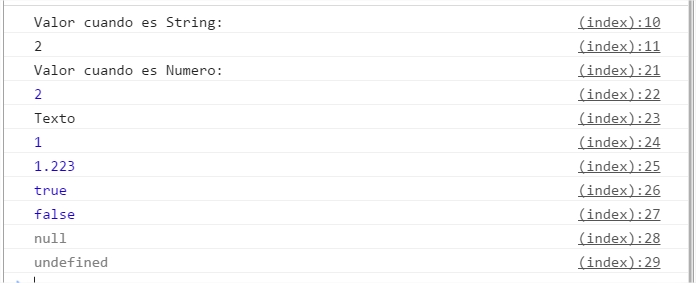 Valor cuando es String: (index):10
2 (index):11
Valor cuando es Numero: (index):21
2 (index):22
Texto (index):23
1 (index):24
1.223 (index):25
true (index):26
false (index):27
null (index):28
undefined (index):29